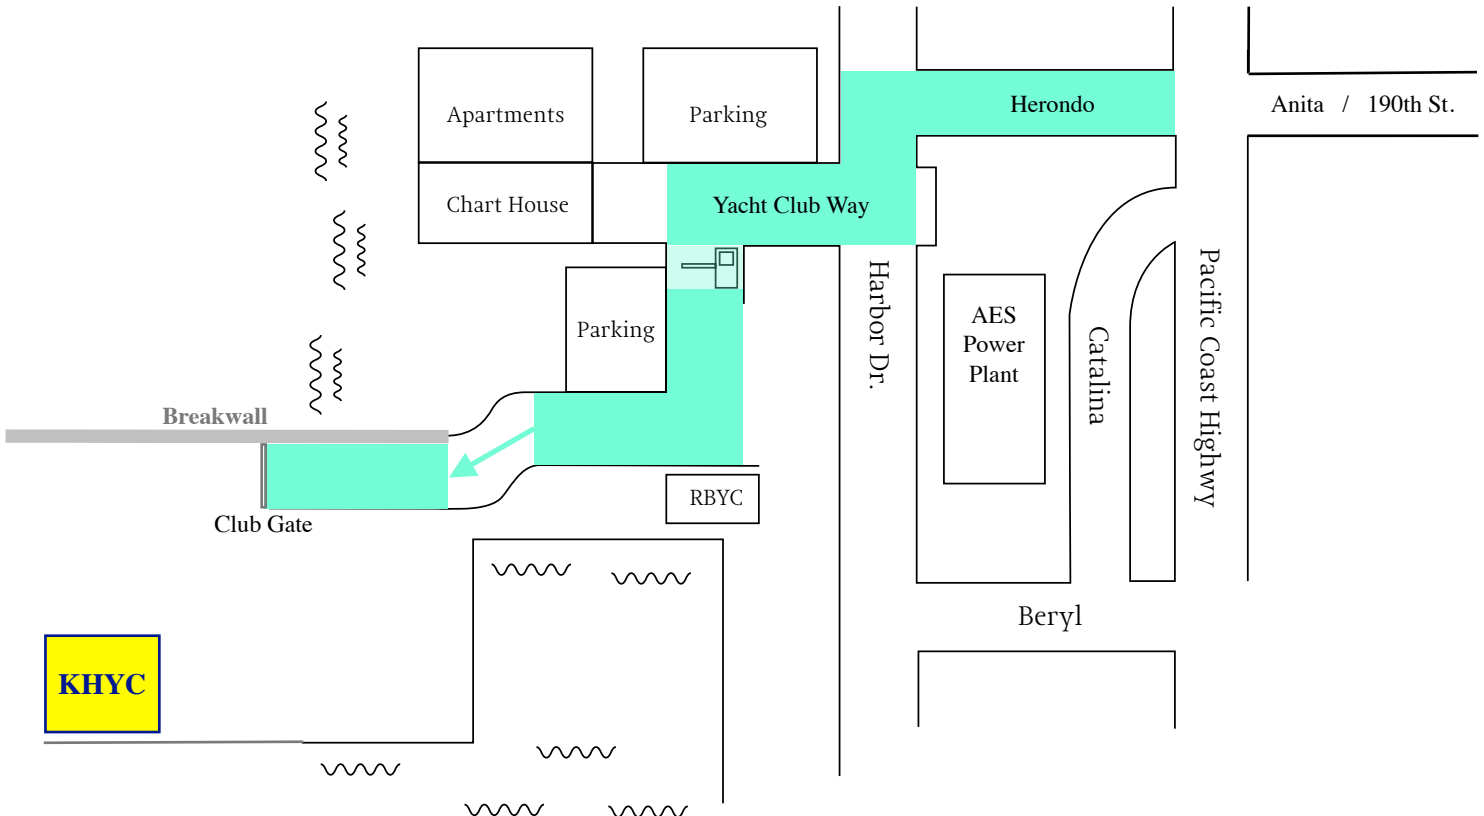 Herondo
Anita / 190th St.
Apartments
Parking
Chart House
Yacht Club Way
Harbor Dr.
Pacific Coast Highwy
AES
Power
Plant
Catalina
Parking
Breakwall
RBYC
Club Gate
Beryl
KHYC